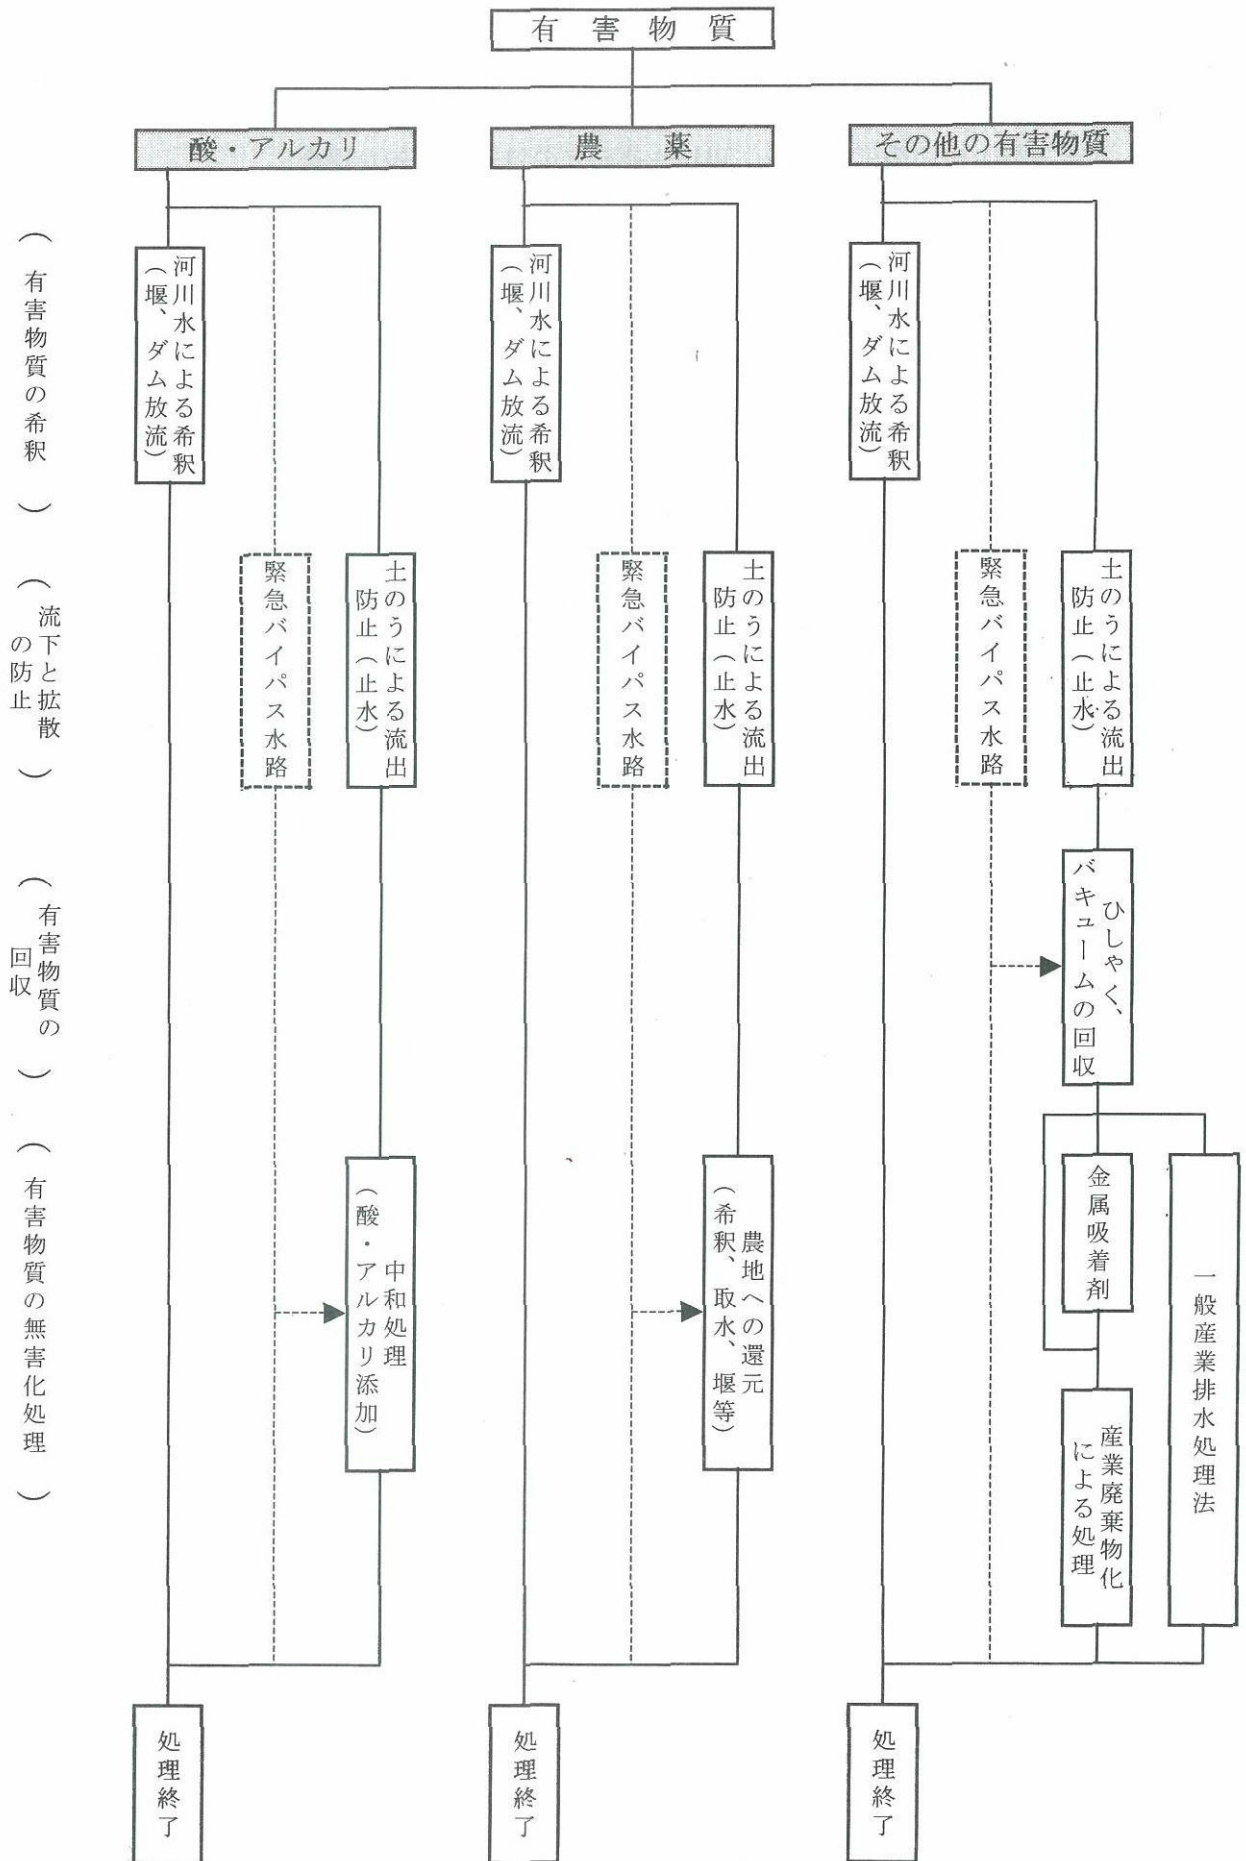 有害物質
酸・アルカリ
農薬
その他の有害物質
(有害物質の希釈)
河川水による希釈
(堰、ダム放流)
河川水による希釈
(堰、ダム放流)
河川水による希釈
(堰、ダム放流)
(流下と拡散
の防止)
緊急バイパス水路
土のうによる流出
防止(止水)
緊急バイパス水路
土のうによる流出
防止(止水)
緊急バイパス水路
土のうによる流出
防止(止水)
(有害物質の
回収)
ひしゃく、
バキュームの回収
(有害物質の無害化処理)
中和処理
(酸・アルカリ添加)
農地への還元
(希釈、取水、堰等)
金属吸着剤
産業廃棄物化
による処理
一般産業排水処理法
処理終了
処理終了
処理終了